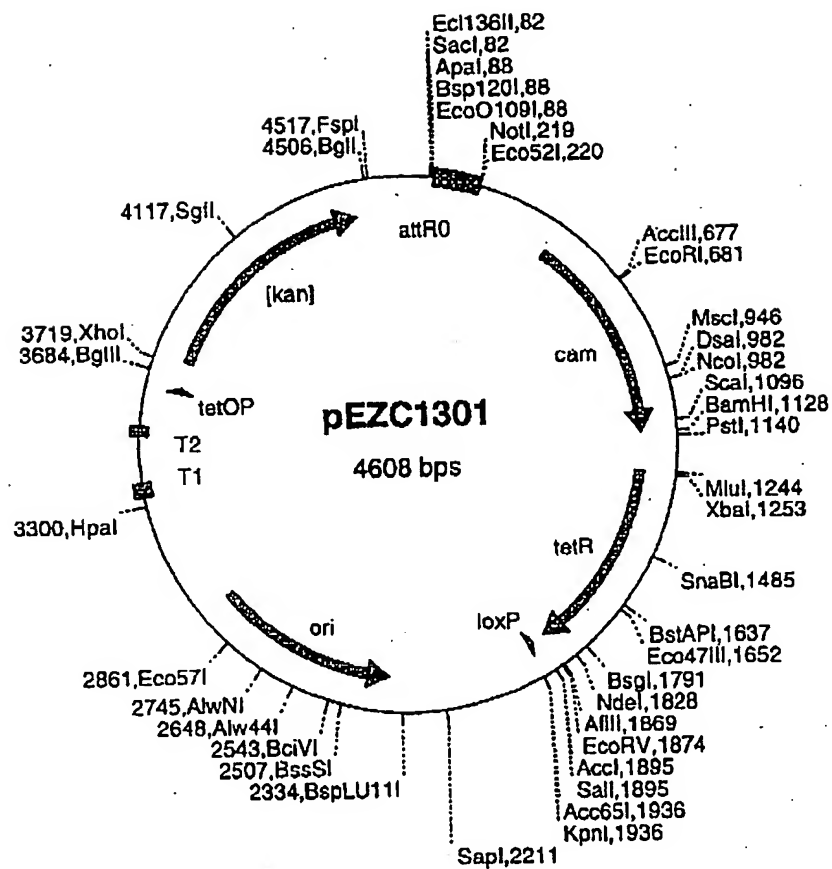 Ecl136II,82
SacI,82
ApaI,88
Bsp120I,88
EcoO109I,88
NotI,219
Eco52I,220
4517,FspI
4506,BglI
4117,SgfI
attR0
[kan]
AccIII,677
EcoRI,681
cam
MscI,946
DsaI,982
NcoI,982
ScaI,1096
BamHI,1128
PstI,1140
3719,XhoI
3684,BglII
tetOP
T2
T1
pEZC1301
4608 bps
MluI,1244
XbaI,1253
3300,HpaI
tetR
SnaBI,1485
loxP
ori
BstAPI,1637
Eco47III,1652
BsgI,1791
NdeI,1828
AflII,1869
EcoRV,1874
AccI,1895
SalI,1895
Acc65I,1936
KpnI,1936
2861,Eco57I
2745,AlwNI
2648,Alw44I
2543,BciVI
2507,BssSI
2334,BspLU11I
SapI,2211